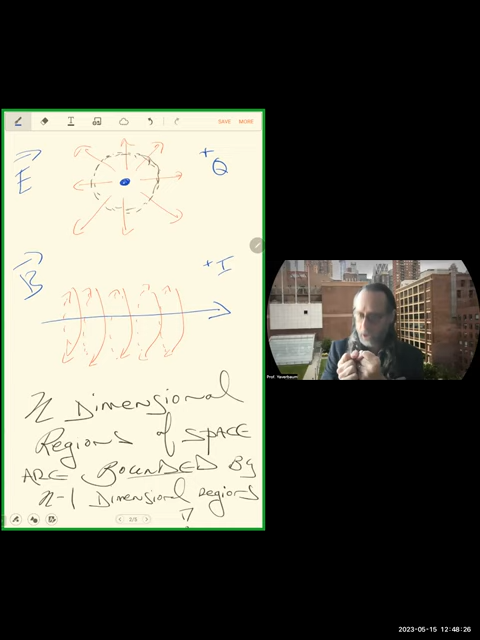 SAVE MORE
E
+Q
B
+I
n Dimensional
Regions of SPACE
ARE BOUNDED By
n-1 Dimensional regions
2/5
Prof. Yaverbaum
2023-05-15 12:48:26